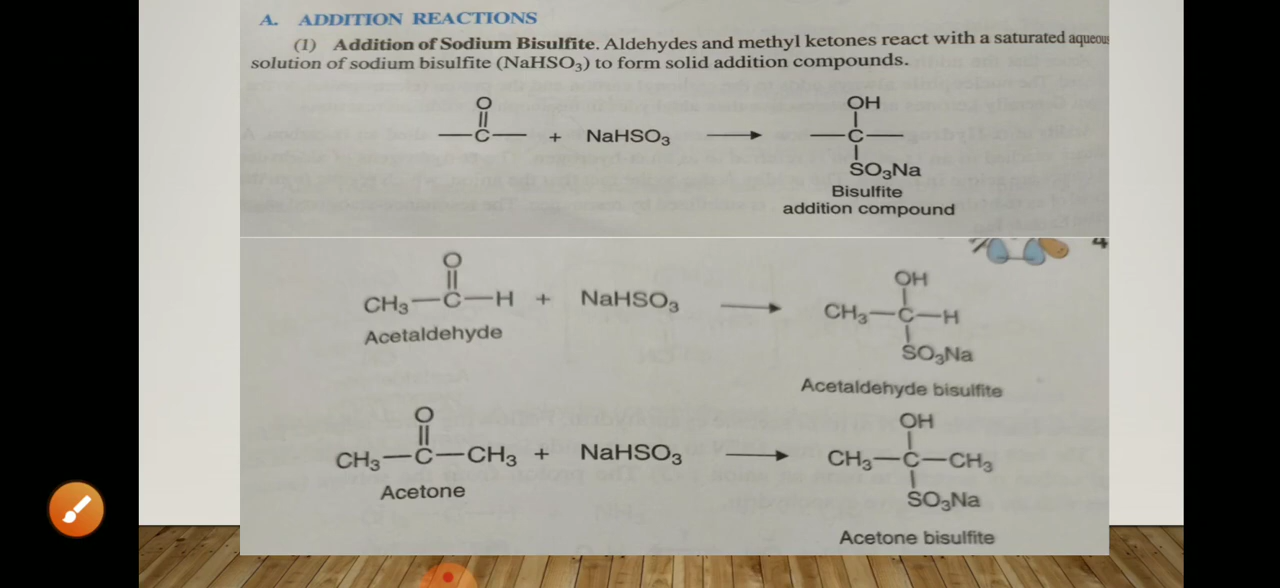 A. ADDITION REACTIONS
(1) Addition of Sodium Bisulfite. Aldehydes and methyl ketones react with a saturated aqueous
solution of sodium bisulfite (NaHSO₃) to form solid addition compounds.
O
||
—C— + NaHSO₃ ⟶
OH
|
—C—
|
SO₃Na
Bisulfite
addition compound
4
O
||
CH₃—C—H + NaHSO₃ ⟶
Acetaldehyde
OH
|
CH₃—C—H
|
SO₃Na
Acetaldehyde bisulfite
O
||
CH₃—C—CH₃ + NaHSO₃ ⟶
Acetone
OH
|
CH₃—C—CH₃
|
SO₃Na
Acetone bisulfite